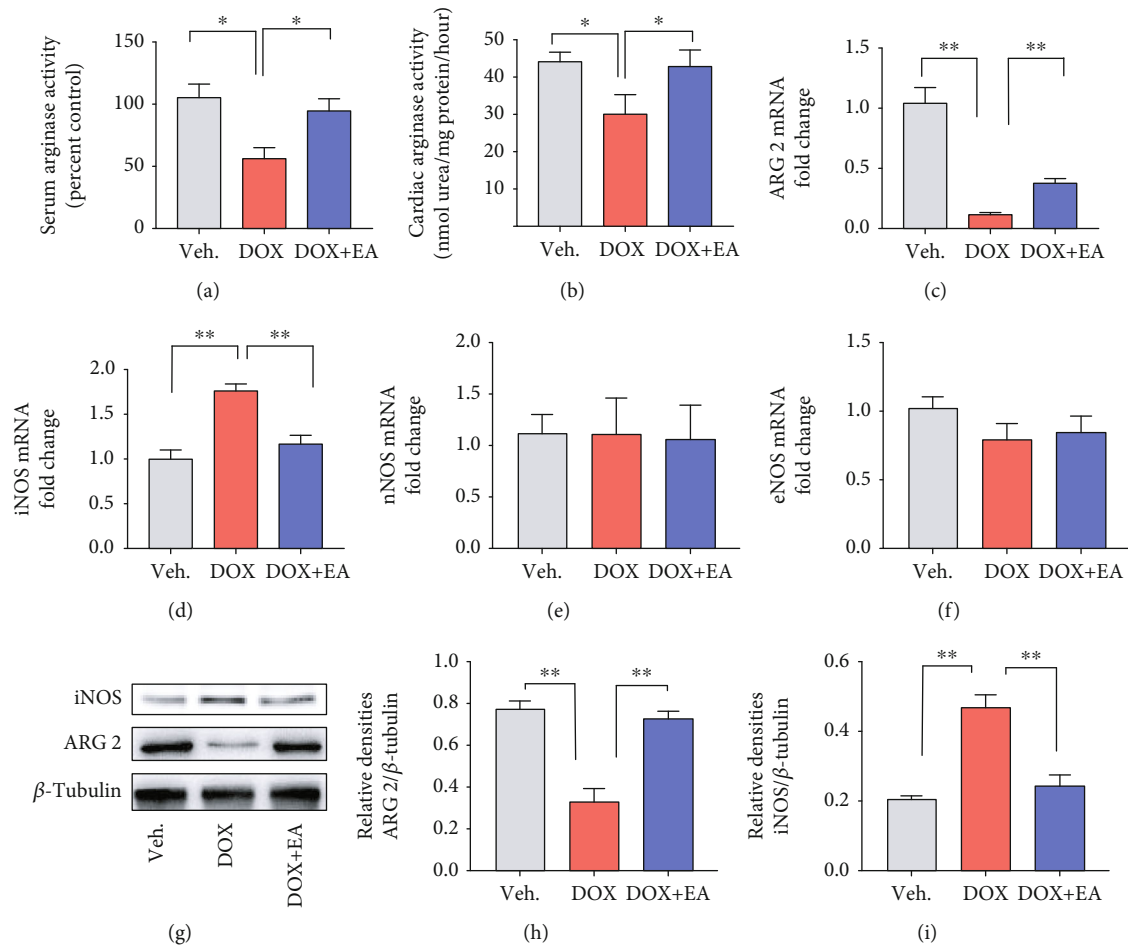 Serum arginase activity
(percent control)
150
100
50
0
*
*
Veh.
DOX
DOX+EA
(a)
Cardiac arginase activity
(nmol urea/mg protein/hour)
50
40
30
20
10
*
*
Veh.
DOX
DOX+EA
(b)
ARG 2 mRNA
fold change
1.5
1.0
0.5
0.0
**
**
Veh.
DOX
DOX+EA
(c)
iNOS mRNA
fold change
2.0
1.5
1.0
0.5
0.0
**
**
Veh.
DOX
DOX+EA
(d)
nNOS mRNA
fold change
2.0
1.5
1.0
0.5
0.0
Veh.
DOX
DOX+EA
(e)
eNOS mRNA
fold change
1.5
1.0
0.5
0.0
Veh.
DOX
DOX+EA
(f)
iNOS
ARG 2
β-Tubulin
Veh.
DOX
DOX+EA
(g)
Relative densities
ARG 2/β-tubulin
0.8
0.6
0.4
0.2
0.0
**
**
Veh.
DOX
DOX+EA
(h)
Relative densities
iNOS/β-tubulin
0.6
0.4
0.2
0.0
**
**
Veh.
DOX
DOX+EA
(i)